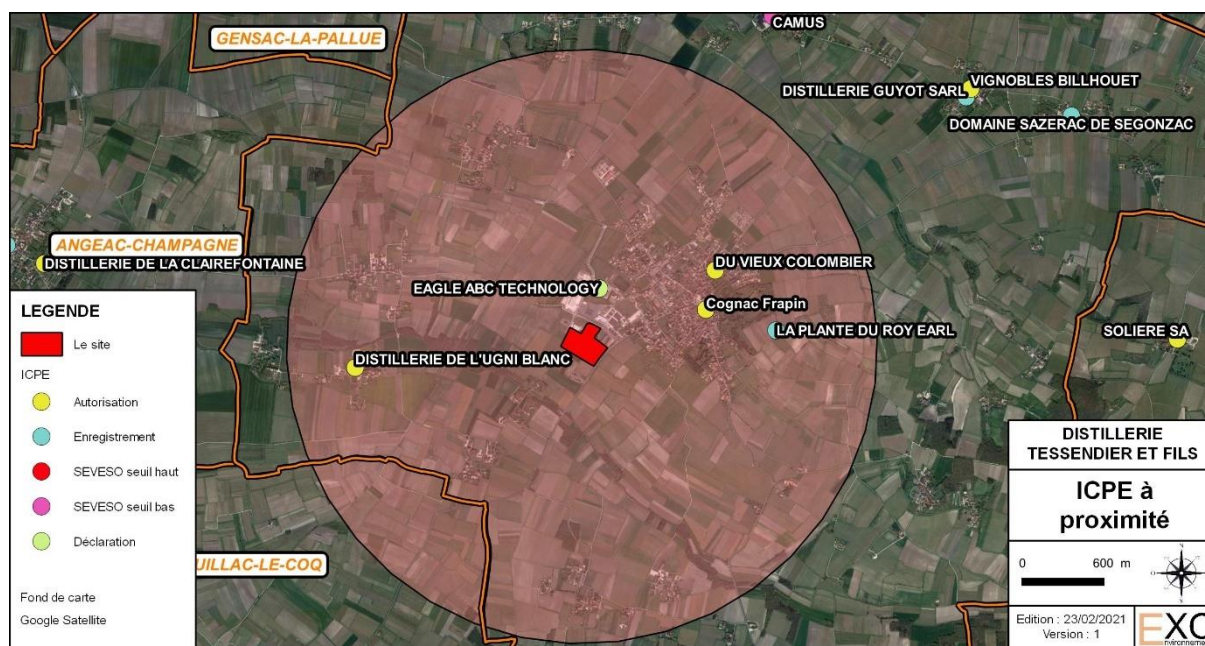 CAMUS
GENSAC-LA-PALLUE
VIGNOBLES BILLHOUET
DISTILLERIE GUYOT SARL
DOMAINE SAZERAC DE SEGONZAC
ANGEAC-CHAMPAGNE
DISTILLERIE DE LA CLAIREFONTAINE
DU VIEUX COLOMBIER
EAGLE ABC TECHNOLOGY
Cognac Frapin
LA PLANTE DU ROY EARL
SOLIERE SA
DISTILLERIE DE L'UGNI BLANC
UILLAC-LE-COQ
LEGENDE
Le site
ICPE
Autorisation
Enregistrement
SEVESO seuil haut
SEVESO seuil bas
Déclaration
Fond de carte
Google Satellite
DISTILLERIE
TESSENDIER ET FILS
ICPE à
proximité
0 600 m
Edition : 23/02/2021
Version : 1
EXO
nvironnement